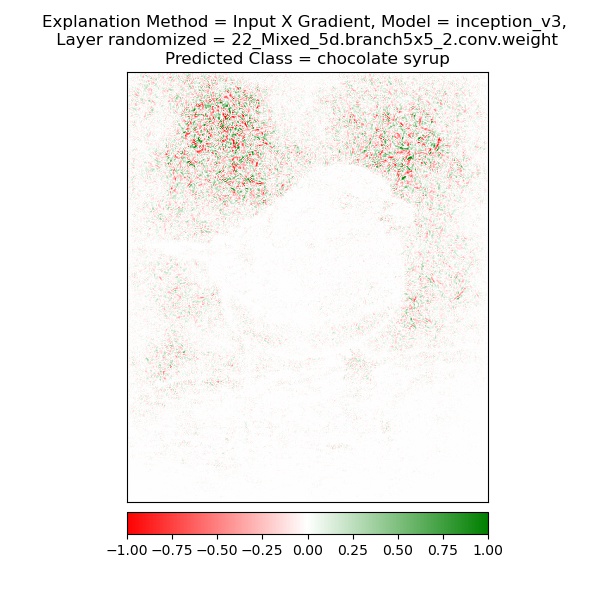 Explanation Method = Input X Gradient, Model = inception_v3,
Layer randomized = 22_Mixed_5d.branch5x5_2.conv.weight
Predicted Class = chocolate syrup
−1.00 −0.75 −0.50 −0.25 0.00 0.25 0.50 0.75 1.00